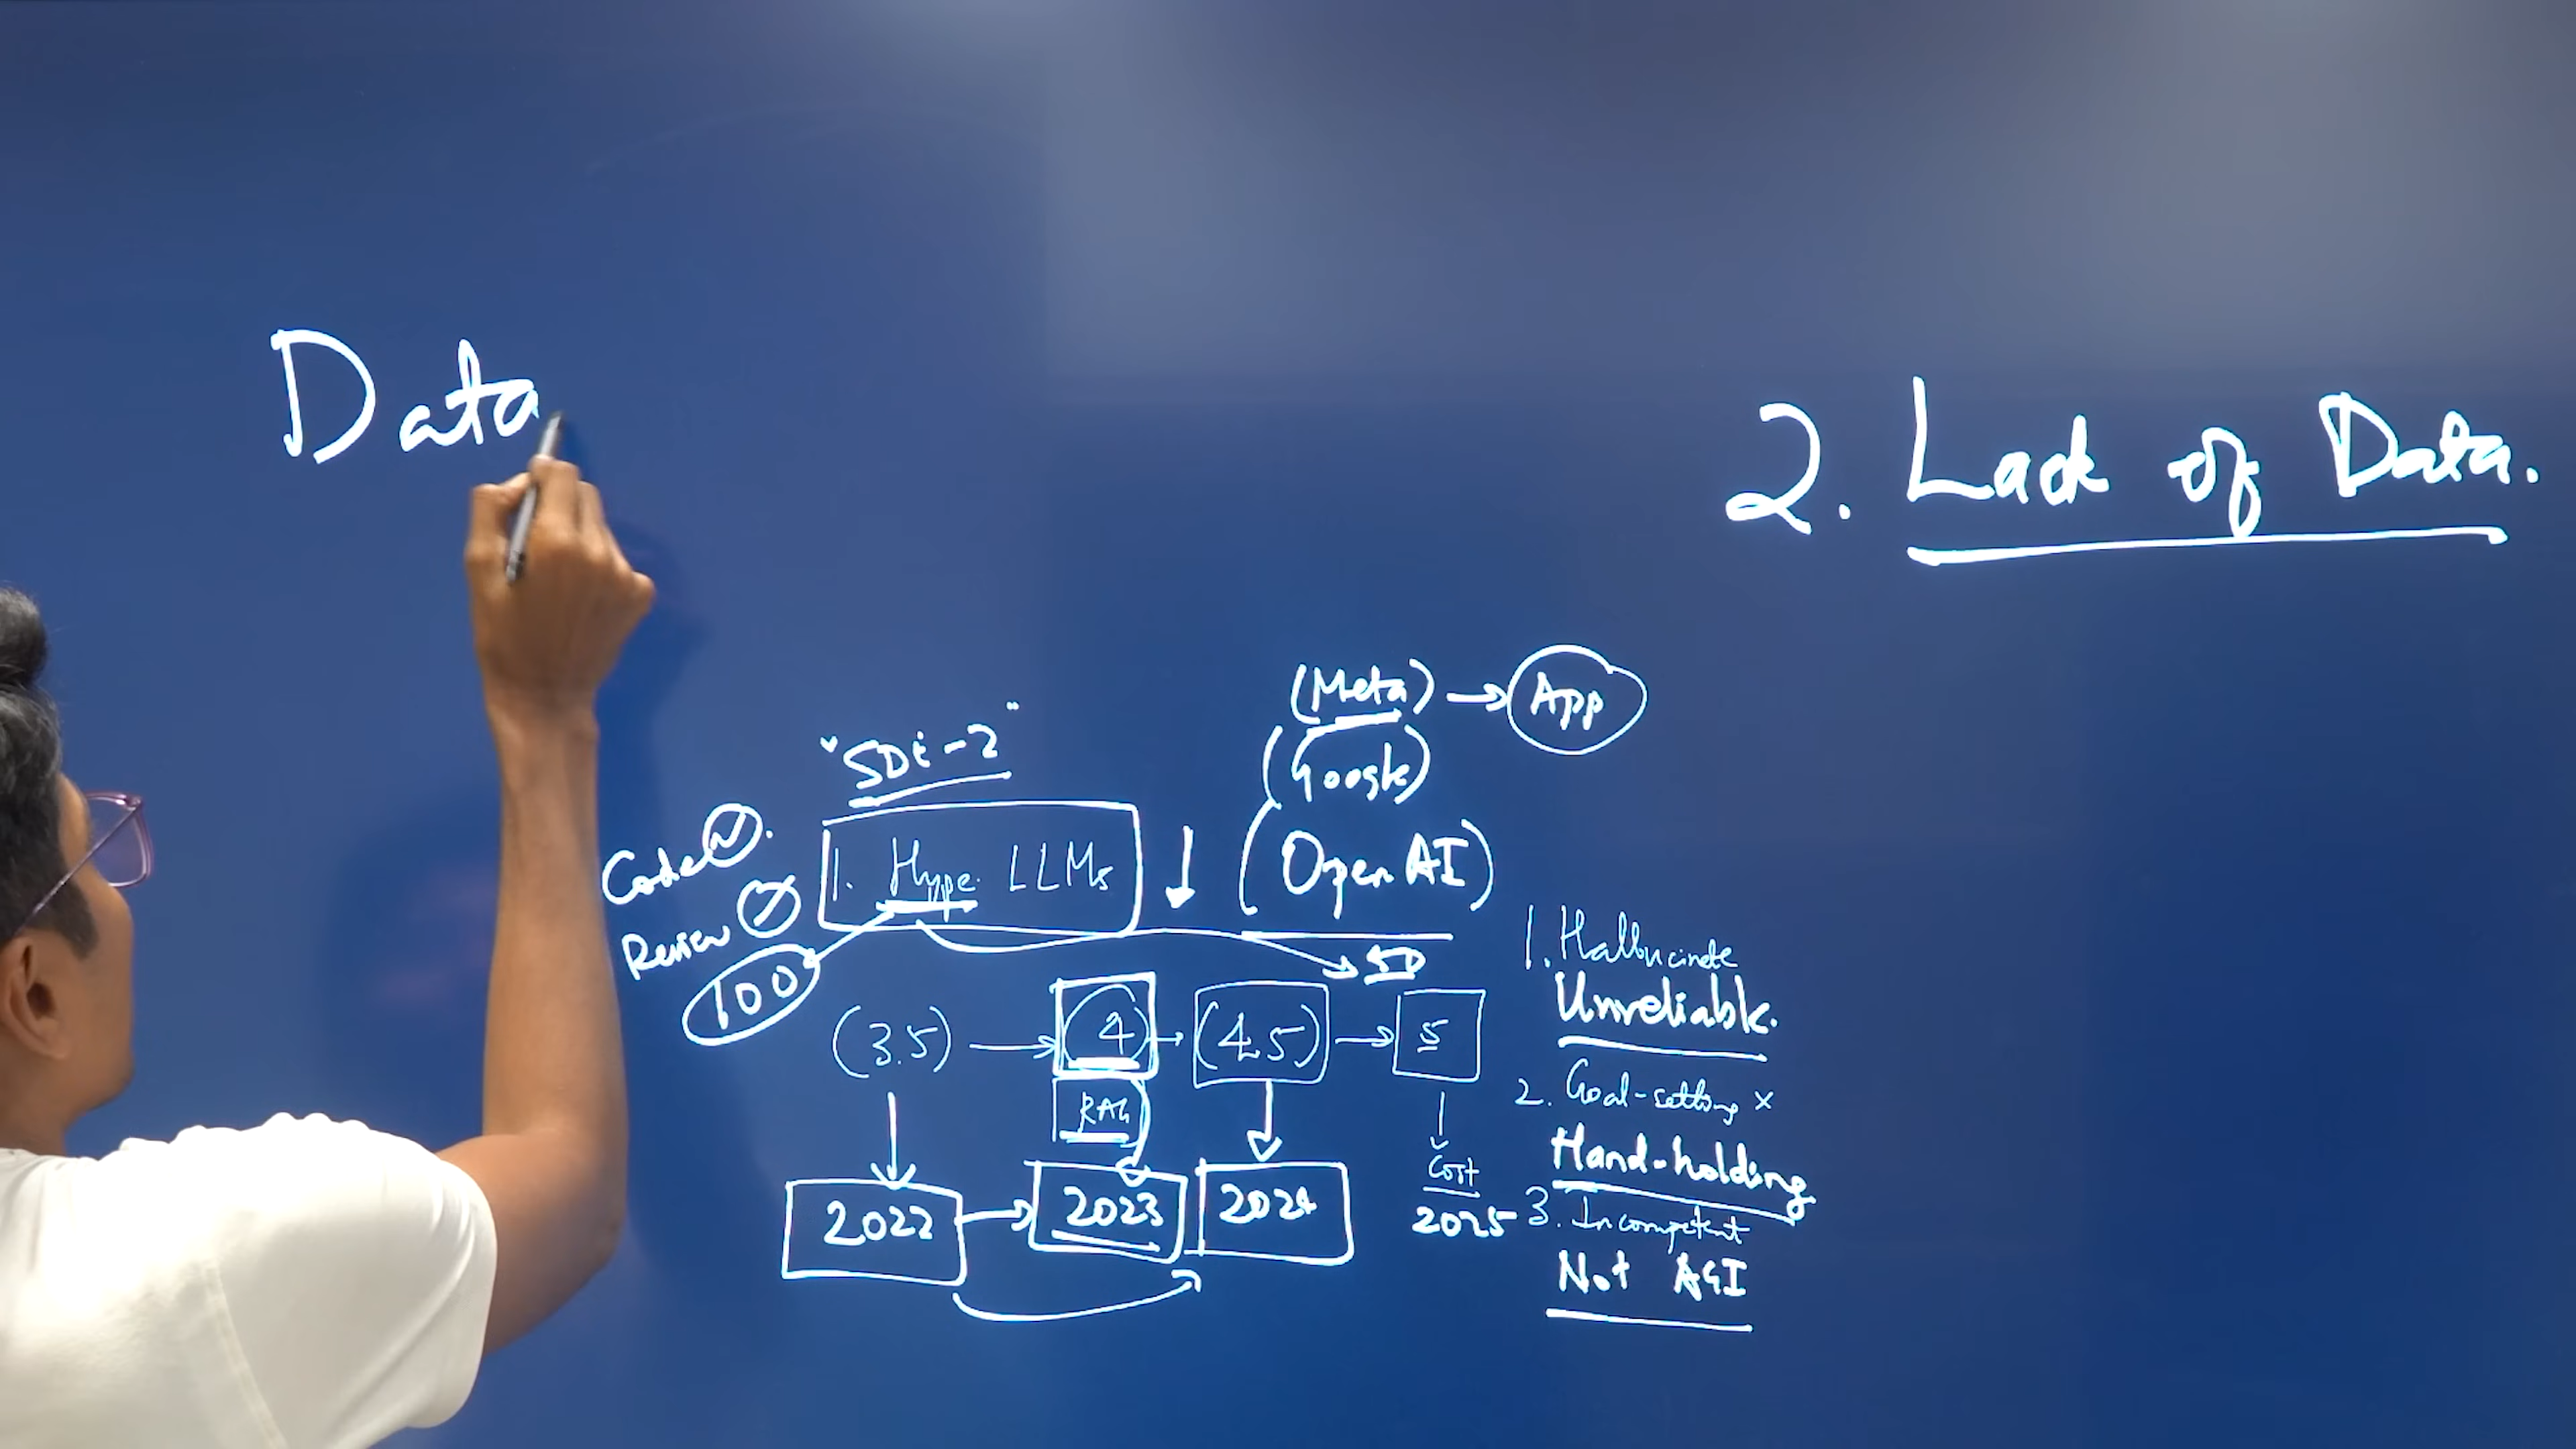 Data
2. Lack of Data.
(Meta) → App
"SDE-2"
(Google)
Code
1. Hype LLMs
(Open AI)
Review
100
SD
1. Hallucinate
Unreliable.
(3.5) → (4) → (4.5) → 5
RAG
2. Goal-setting ×
Hand-holding
Cost
2022 → 2023
2024
2025
3. Incompetent
Not AGI